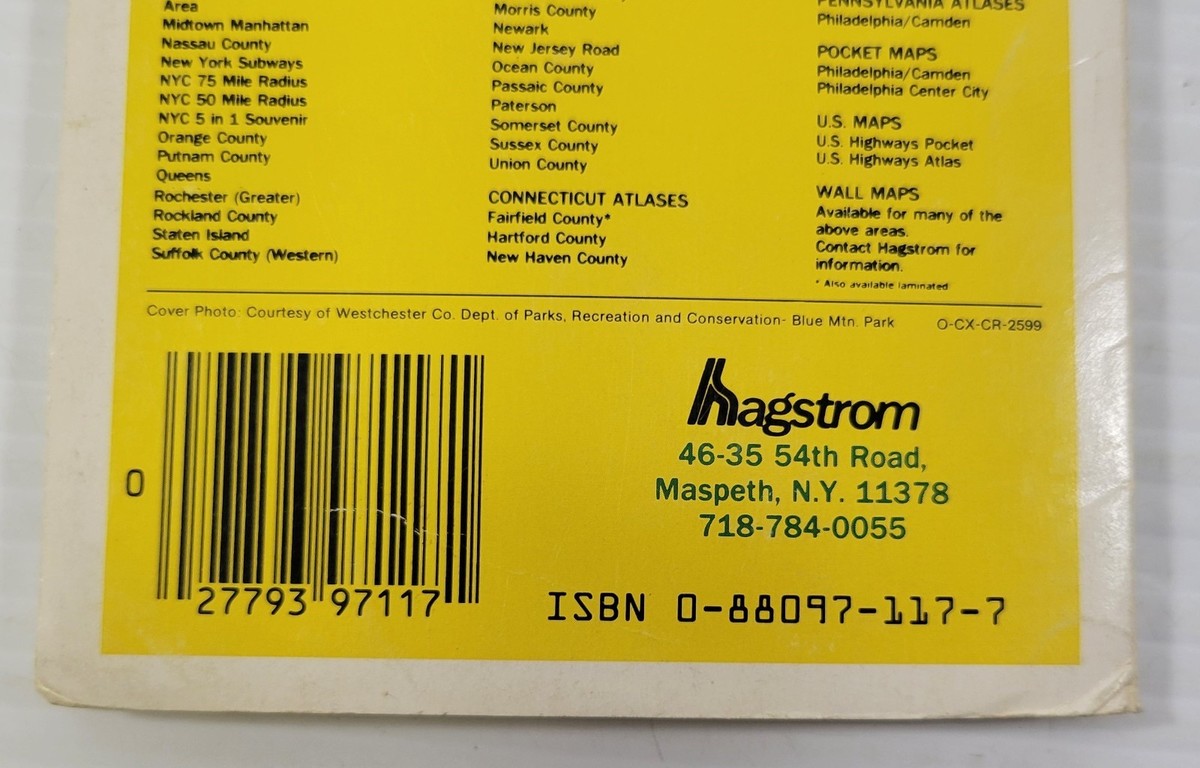 Area
Midtown Manhattan
Nassau County
New York Subways
NYC 75 Mile Radius
NYC 50 Mile Radius
NYC 5 in 1 Souvenir
Orange County
Putnam County
Queens
Rochester (Greater)
Rockland County
Staten Island
Suffolk County (Western)
Morris County
Newark
New Jersey Road
Ocean County
Passaic County
Paterson
Somerset County
Sussex County
Union County
CONNECTICUT ATLASES
Fairfield County*
Hartford County
New Haven County
PENNSYLVANIA ATLASES
Philadelphia/Camden
POCKET MAPS
Philadelphia/Camden
Philadelphia Center City
U.S. MAPS
U.S. Highways Pocket
U.S. Highways Atlas
WALL MAPS
Available for many of the
above areas.
Contact Hagstrom for
information.
* Also available laminated
Cover Photo: Courtesy of Westchester Co. Dept. of Parks, Recreation and Conservation- Blue Mtn. Park O-CX-CR-2599
0 27793 97117
hagstrom
46-35 54th Road,
Maspeth, N.Y. 11378
718-784-0055
ISBN 0-88097-117-7